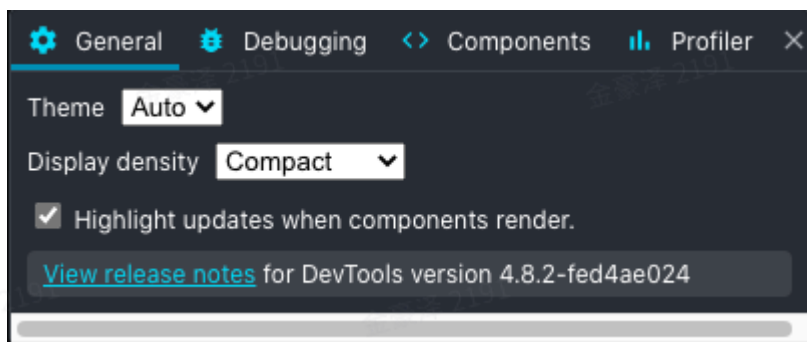 General Debugging Components Profiler
Theme Auto
Display density Compact
Highlight updates when components render.
View release notes for DevTools version 4.8.2-fed4ae024